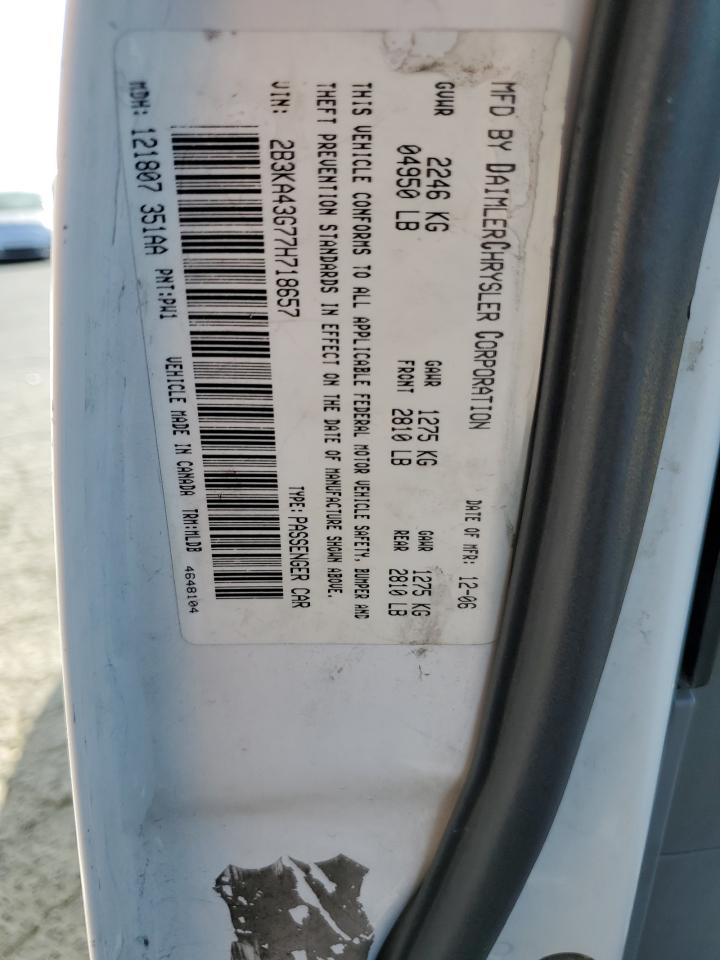 MFD BY DAIMLERCHRYSLER CORPORATION
DATE OF MFR: 12-06
GVWR 2246 KG 04950 LB
GAWR FRONT 1275 KG 2810 LB
GAWR REAR 1275 KG 2810 LB
THIS VEHICLE CONFORMS TO ALL APPLICABLE FEDERAL MOTOR VEHICLE SAFETY, BUMPER AND
THEFT PREVENTION STANDARDS IN EFFECT ON THE DATE OF MANUFACTURE SHOWN ABOVE.
VIN: 2B3KA43G77H718657
TYPE: PASSENGER CAR
MDH: 121807 351AA PNT:PW1 VEHICLE MADE IN CANADA TRM:MLDB 4648104